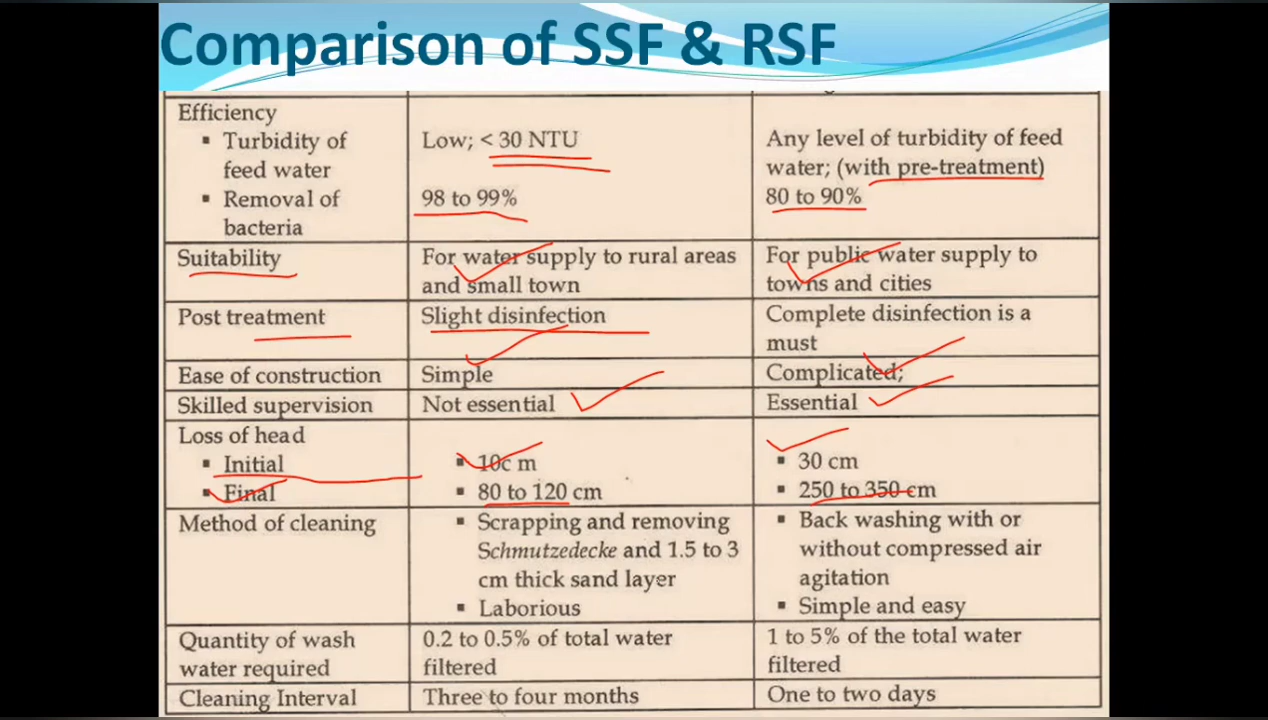 Comparison of SSF & RSF
Efficiency
▪ Turbidity of
feed water
▪ Removal of
bacteria
Low; < 30 NTU
98 to 99%
Any level of turbidity of feed
water; (with pre-treatment)
80 to 90%
Suitability
For water supply to rural areas
and small town
For public water supply to
towns and cities
Post treatment
Slight disinfection
Complete disinfection is a
must
Ease of construction
Simple
Complicated;
Skilled supervision
Not essential
Essential
Loss of head
▪ Initial
▪ Final
▪ 10c m
▪ 80 to 120 cm
▪ 30 cm
▪ 250 to 350 cm
Method of cleaning
▪ Scrapping and removing
Schmutzedecke and 1.5 to 3
cm thick sand layer
▪ Laborious
▪ Back washing with or
without compressed air
agitation
▪ Simple and easy
Quantity of wash
water required
0.2 to 0.5% of total water
filtered
1 to 5% of the total water
filtered
Cleaning Interval
Three to four months
One to two days